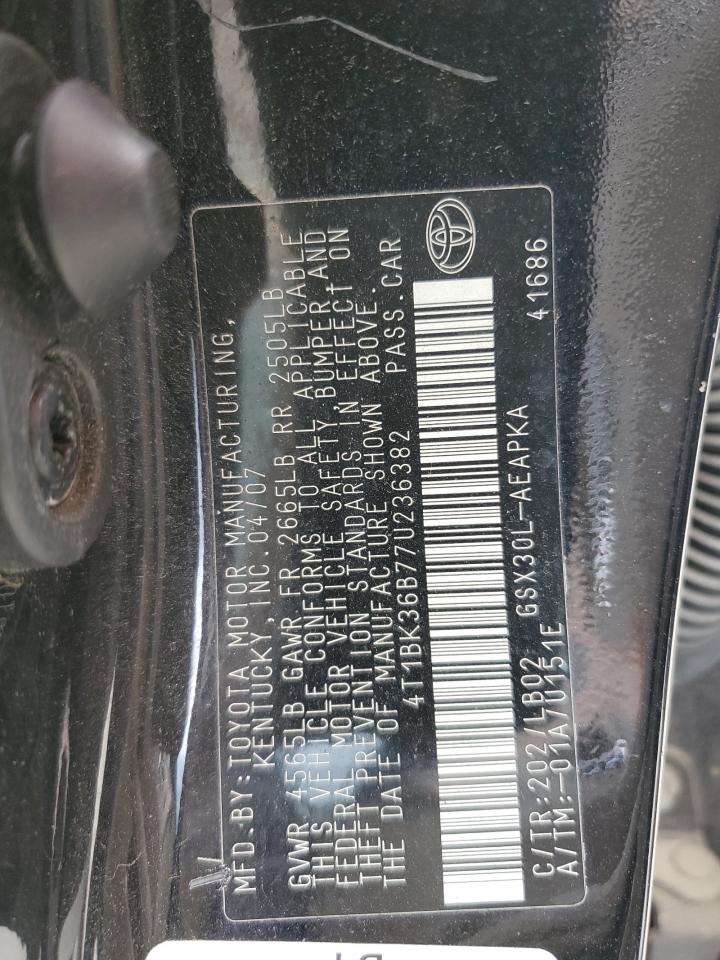 MFD.BY:TOYOTA MOTOR MANUFACTURING,
KENTUCKY, INC. 04/07
GVWR 4565LB GAWR FR 2665LB RR 2505LB
THIS VEHICLE CONFORMS TO ALL APPLICABLE
FEDERAL MOTOR VEHICLE SAFETY, BUMPER, AND
THEFT PREVENTION STANDARDS IN EFFECT ON
THE DATE OF MANUFACTURE SHOWN ABOVE.
4T1BK36B77U236382 PASS.CAR
C/TR:202/LB02 GSX30L-AEAPKA
A/TM:-01A/U151E 41686